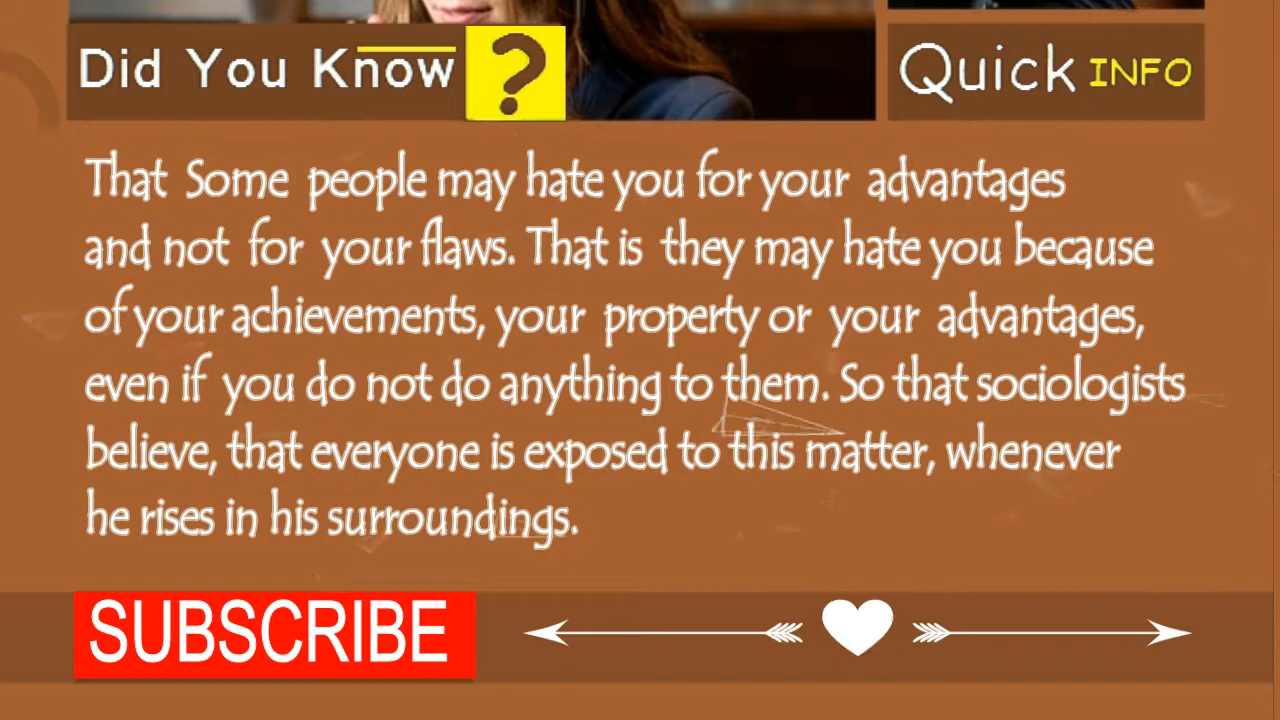 Did You Know ?
Quick INFO
That Some people may hate you for your advantages
and not for your flaws. That is they may hate you because
of your achievements, your property or your advantages,
even if you do not do anything to them. So that sociologists
believe, that everyone is exposed to this matter, whenever
he rises in his surroundings.
SUBSCRIBE